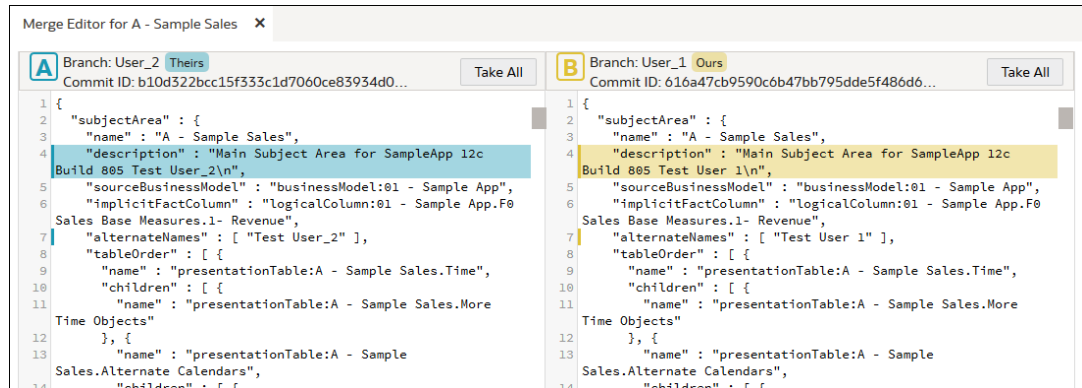 Merge Editor for A - Sample Sales ×
A Branch: User_2 Theirs
Commit ID: b10d322bcc15f333c1d7060ce83934d0...
Take All
1 {
2 "subjectArea" : {
3 "name" : "A - Sample Sales",
4 "description" : "Main Subject Area for SampleApp 12c
Build 805 Test User_2\n",
5 "sourceBusinessModel" : "businessModel:01 - Sample App",
6 "implicitFactColumn" : "logicalColumn:01 - Sample App.F0
Sales Base Measures.1- Revenue",
7 "alternateNames" : [ "Test User_2" ],
8 "tableOrder" : [ {
9 "name" : "presentationTable:A - Sample Sales.Time",
10 "children" : [ {
11 "name" : "presentationTable:A - Sample Sales.More
Time Objects"
12 }, {
13 "name" : "presentationTable:A - Sample
Sales.Alternate Calendars",
14 "children" : [ {
B Branch: User_1 Ours
Commit ID: 616a47cb9590c6b47bb795dde5f486d6...
Take All
1 {
2 "subjectArea" : {
3 "name" : "A - Sample Sales",
4 "description" : "Main Subject Area for SampleApp 12c
Build 805 Test User 1\n",
5 "sourceBusinessModel" : "businessModel:01 - Sample App",
6 "implicitFactColumn" : "logicalColumn:01 - Sample App.F0
Sales Base Measures.1- Revenue",
7 "alternateNames" : [ "Test User 1" ],
8 "tableOrder" : [ {
9 "name" : "presentationTable:A - Sample Sales.Time",
10 "children" : [ {
11 "name" : "presentationTable:A - Sample Sales.More
Time Objects"
12 }, {
13 "name" : "presentationTable:A - Sample
Sales.Alternate Calendars",
14 "children" : [ {